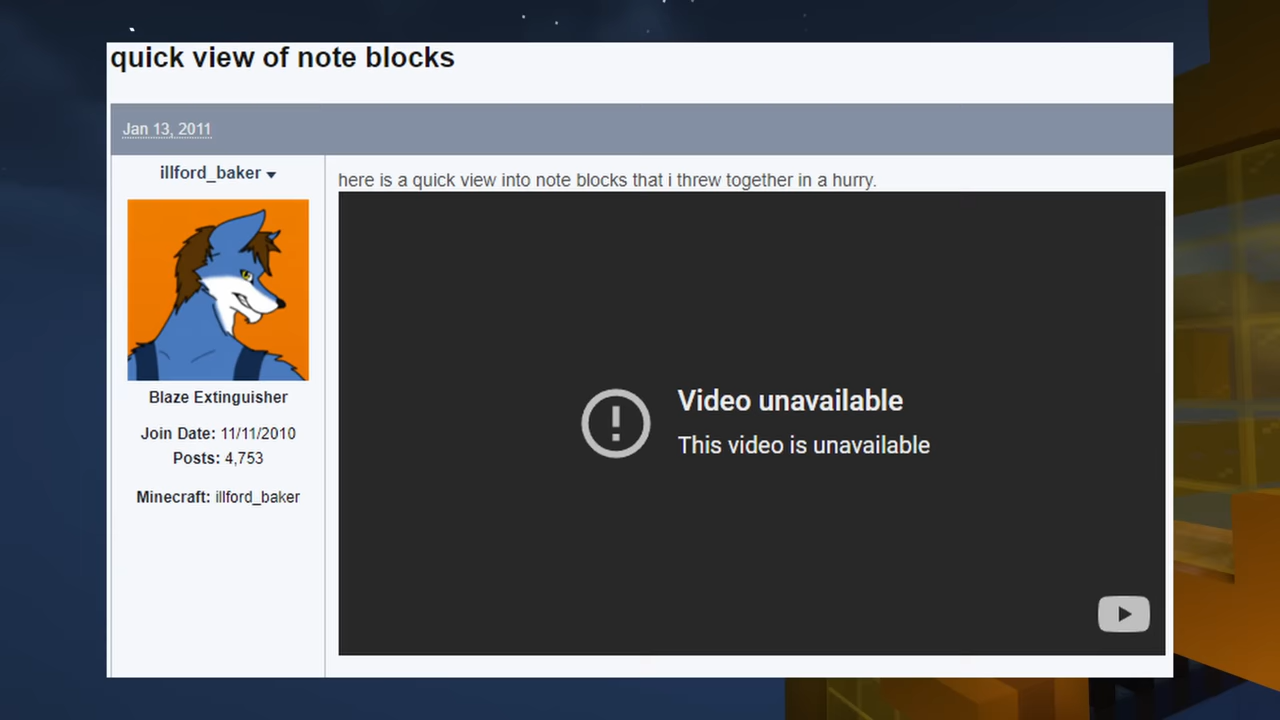 quick view of note blocks
Jan 13, 2011
illford_baker
Blaze Extinguisher
Join Date: 11/11/2010
Posts: 4,753
Minecraft: illford_baker
here is a quick view into note blocks that i threw together in a hurry.
Video unavailable
This video is unavailable